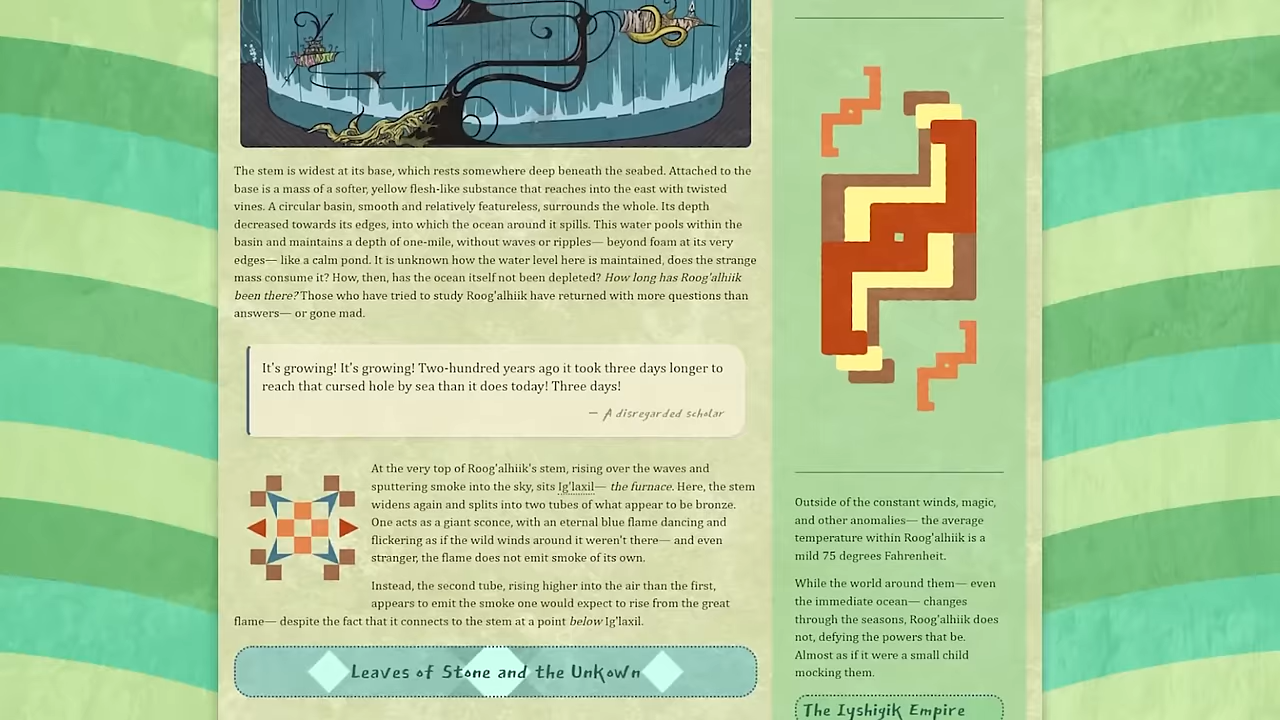 The stem is widest at its base, which rests somewhere deep beneath the seabed. Attached to the
base is a mass of a softer, yellow flesh-like substance that reaches into the east with twisted
vines. A circular basin, smooth and relatively featureless, surrounds the whole. Its depth
decreased towards its edges, into which the ocean around it spills. This water pools within the
basin and maintains a depth of one-mile, without waves or ripples— beyond foam at its very
edges— like a calm pond. It is unknown how the water level here is maintained, does the strange
mass consume it? How, then, has the ocean itself not been depleted? How long has Roog'alhiik
been there? Those who have tried to study Roog'alhiik have returned with more questions than
answers— or gone mad.
It's growing! It's growing! Two-hundred years ago it took three days longer to
reach that cursed hole by sea than it does today! Three days!
— A disregarded scholar
At the very top of Roog'alhiik's stem, rising over the waves and
sputtering smoke into the sky, sits Ig'laxil— the furnace. Here, the stem
widens again and splits into two tubes of what appear to be bronze.
One acts as a giant sconce, with an eternal blue flame dancing and
flickering as if the wild winds around it weren't there— and even
stranger, the flame does not emit smoke of its own.
Instead, the second tube, rising higher into the air than the first,
appears to emit the smoke one would expect to rise from the great
flame— despite the fact that it connects to the stem at a point below Ig'laxil.
Leaves of Stone and the Unkown
Outside of the constant winds, magic,
and other anomalies— the average
temperature within Roog'alhiik is a
mild 75 degrees Fahrenheit.
While the world around them— even
the immediate ocean— changes
through the seasons, Roog'alhiik does
not, defying the powers that be.
Almost as if it were a small child
mocking them.
The Iyshigik Empire